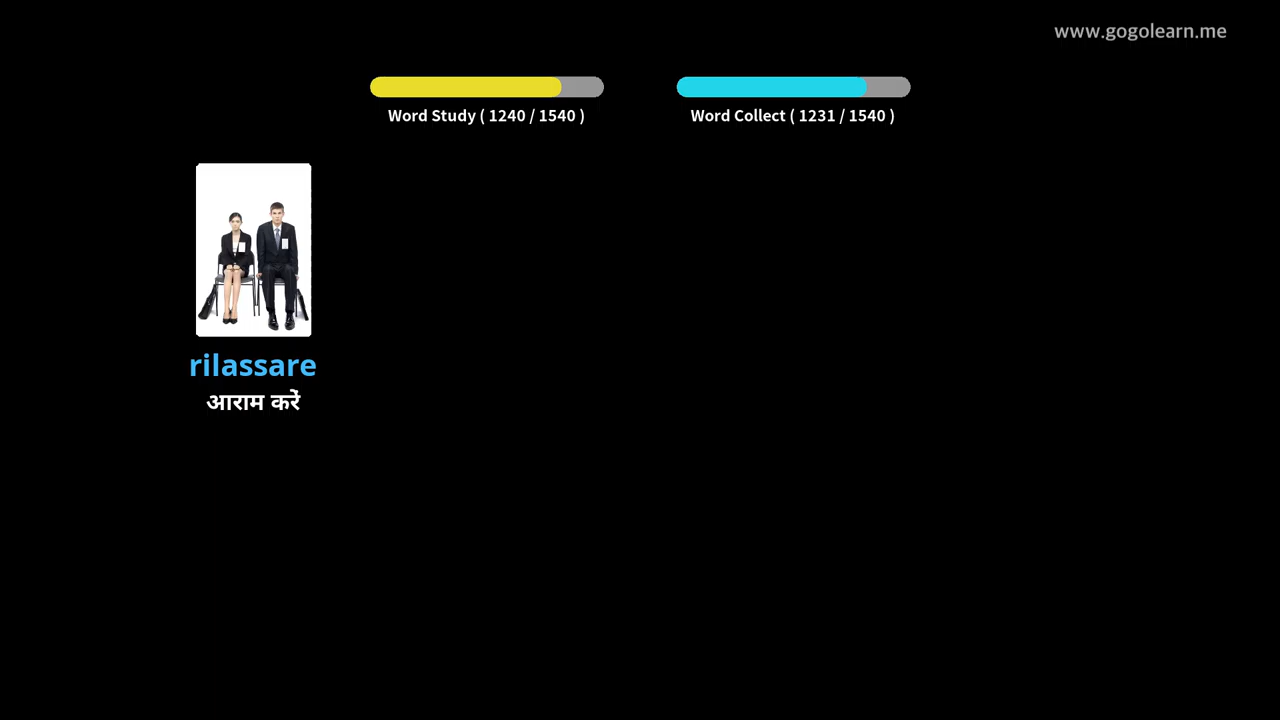 www.gogolearn.me
Word Study ( 1240 / 1540 )
Word Collect ( 1231 / 1540 )
rilassare
आराम करें